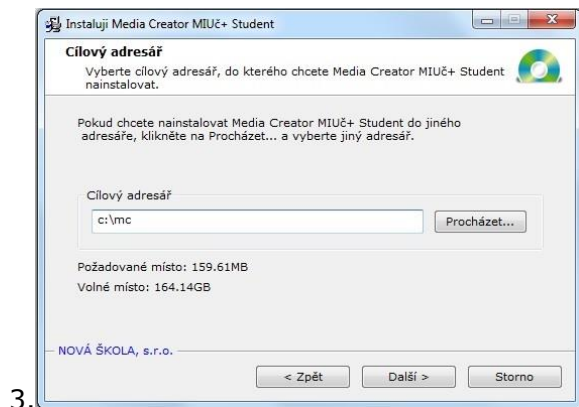 Instaluji Media Creator MIUč+ Student
Cílový adresář
Vyberte cílový adresář, do kterého chcete Media Creator MIUč+ Student
nainstalovat.
Pokud chcete nainstalovat Media Creator MIUč+ Student do jiného
adresáře, klikněte na Procházet... a vyberte jiný adresář.
Cílový adresář
c:\mc
Procházet...
Požadované místo: 159.61MB
Volné místo: 164.14GB
NOVÁ ŠKOLA, s.r.o.
< Zpět
Další >
Storno
3.